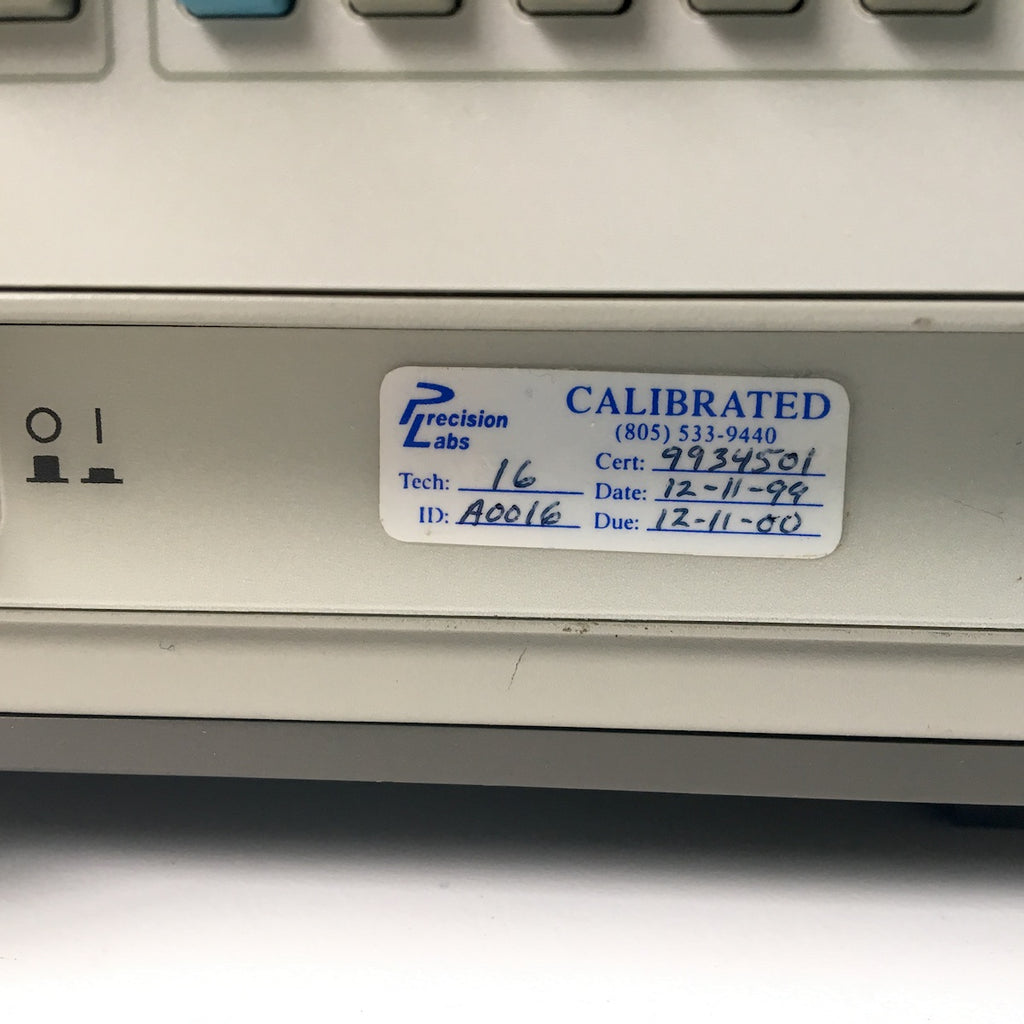 O |
Precision Labs
CALIBRATED
(805) 533-9440
Cert: 9934501
Tech: 16
Date: 12-11-99
ID: A0016
Due: 12-11-00